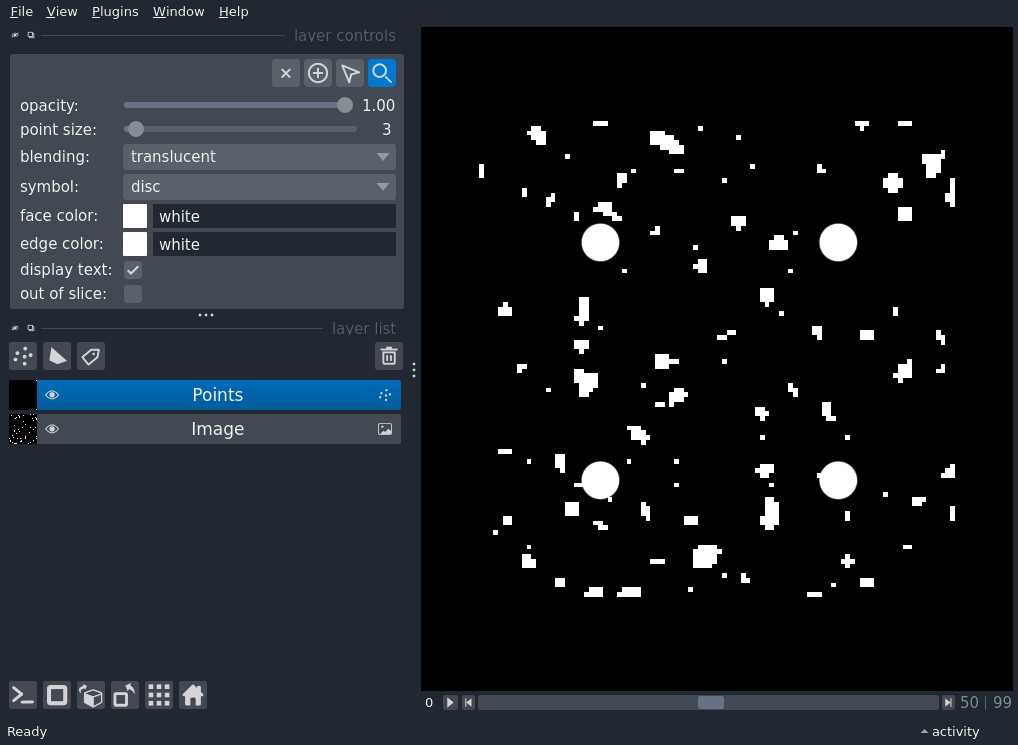 File View Plugins Window Help
layer controls
opacity: 1.00
point size: 3
blending: translucent
symbol: disc
face color: white
edge color: white
display text:
out of slice:
layer list
Points
Image
0 50 | 99
Ready activity